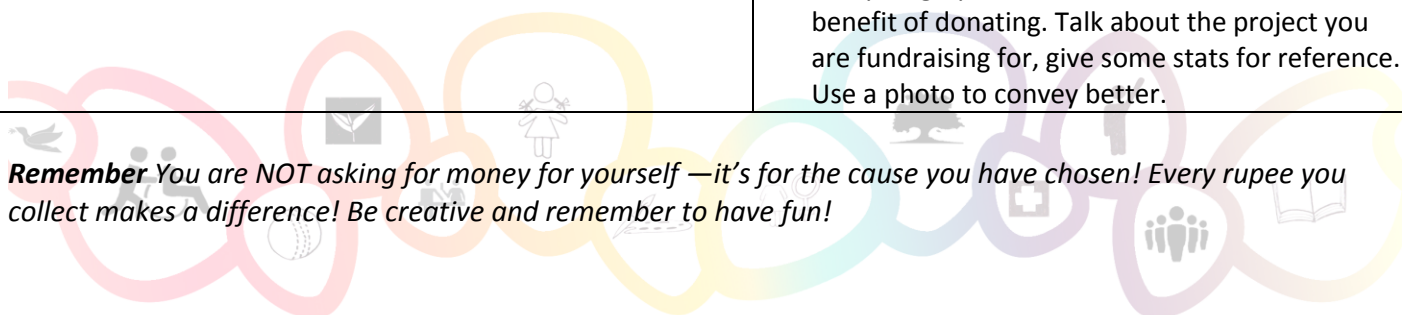 benefit of donating. Talk about the project you
are fundraising for, give some stats for reference.
Use a photo to convey better.
Remember You are NOT asking for money for yourself —it’s for the cause you have chosen! Every rupee you
collect makes a difference! Be creative and remember to have fun!